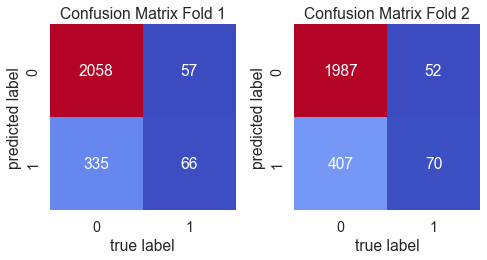 Confusion Matrix Fold 1
predicted label
0
2058
57
1
335
66
0
1
true label
Confusion Matrix Fold 2
predicted label
0
1987
52
1
407
70
0
1
true label